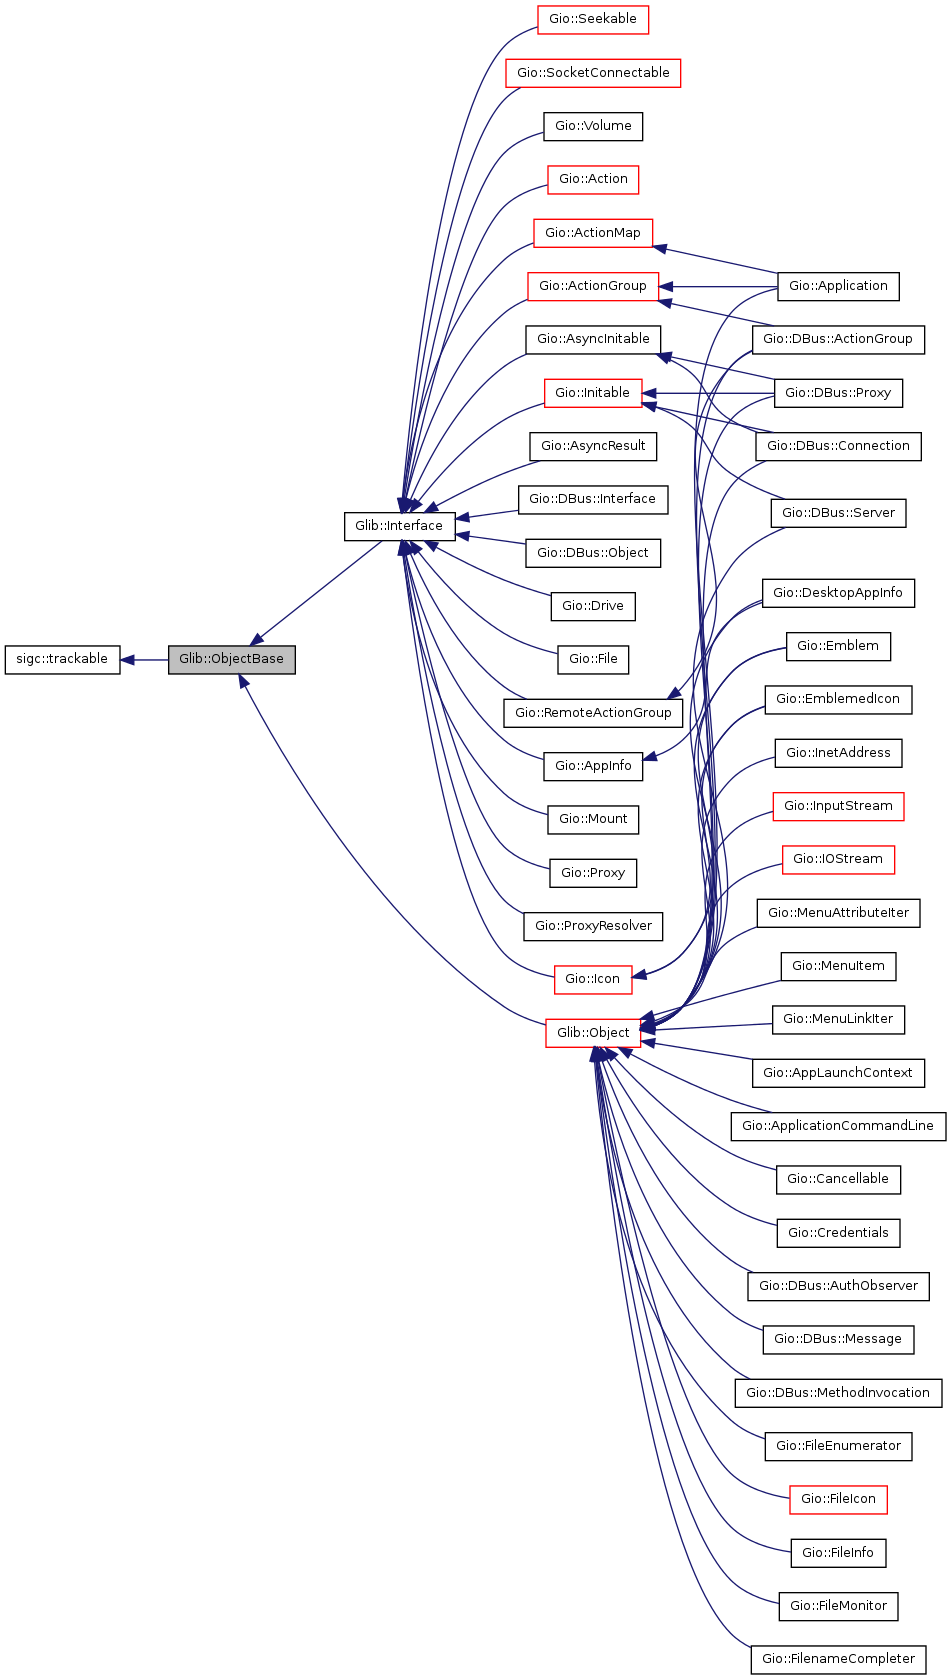 Gio::Seekable
Gio::SocketConnectable
Gio::Volume
Gio::Action
Gio::ActionMap
Gio::ActionGroup
Gio::Application
Gio::AsyncInitable
Gio::DBus::ActionGroup
Gio::Initable
Gio::DBus::Proxy
Gio::AsyncResult
Gio::DBus::Connection
Gio::DBus::Interface
Gio::DBus::Server
Glib::Interface
Gio::DBus::Object
Gio::Drive
Gio::DesktopAppInfo
sigc::trackable
Glib::ObjectBase
Gio::File
Gio::Emblem
Gio::RemoteActionGroup
Gio::EmblemedIcon
Gio::AppInfo
Gio::InetAddress
Gio::Mount
Gio::InputStream
Gio::Proxy
Gio::IOStream
Gio::ProxyResolver
Gio::MenuAttributeIter
Gio::Icon
Gio::MenuItem
Glib::Object
Gio::MenuLinkIter
Gio::AppLaunchContext
Gio::ApplicationCommandLine
Gio::Cancellable
Gio::Credentials
Gio::DBus::AuthObserver
Gio::DBus::Message
Gio::DBus::MethodInvocation
Gio::FileEnumerator
Gio::FileIcon
Gio::FileInfo
Gio::FileMonitor
Gio::FilenameCompleter